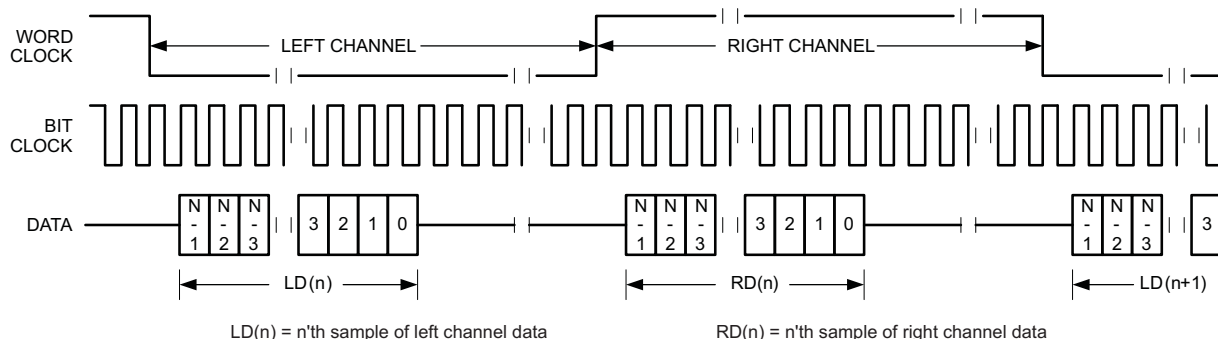 WORD
CLOCK
LEFT CHANNEL
RIGHT CHANNEL
BIT
CLOCK
DATA
N
-
1
N
-
2
N
-
3
3 2 1 0
N
-
1
N
-
2
N
-
3
3 2 1 0
N
-
1
N
-
2
N
-
3
3
LD(n)
RD(n)
LD(n+1)
LD(n) = n'th sample of left channel data
RD(n) = n'th sample of right channel data